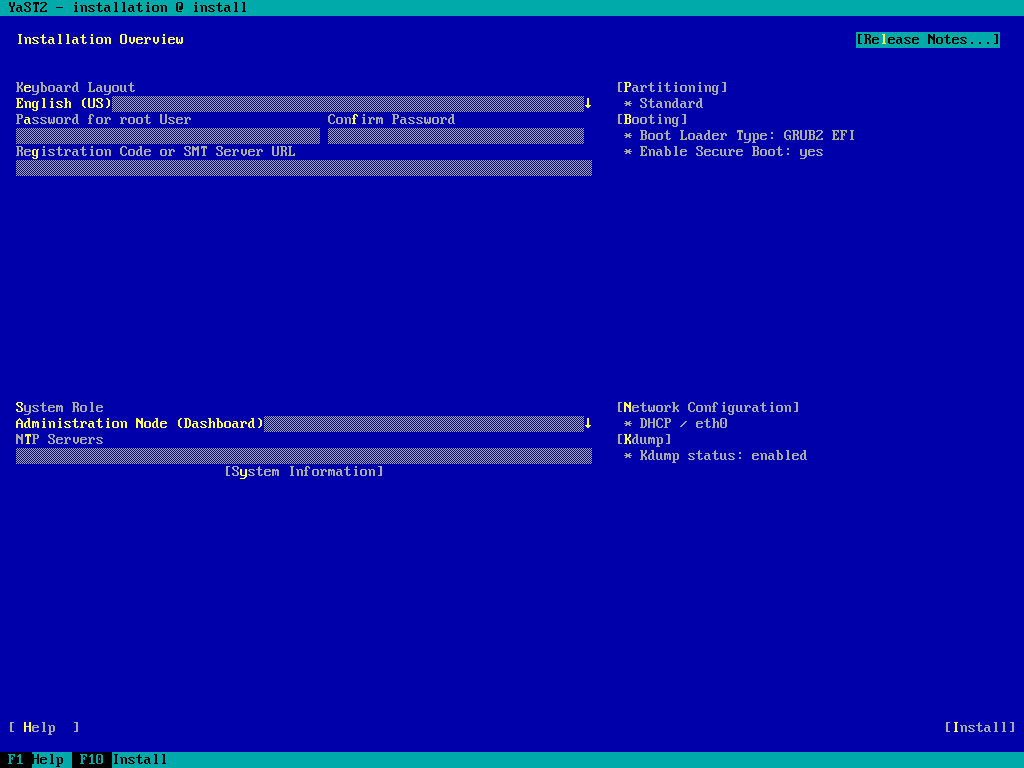 YaST2 - installation @ install
Installation Overview [Release Notes...]
Keyboard Layout [Partitioning]
English (US) ↓ * Standard
Password for root User Confirm Password [Booting]
* Boot Loader Type: GRUB2 EFI
Registration Code or SMT Server URL * Enable Secure Boot: yes
System Role [Network Configuration]
Administration Node (Dashboard) ↓ * DHCP / eth0
NTP Servers [Kdump]
* Kdump status: enabled
[System Information]
[ Help ] [Install]
F1 Help F10 Install